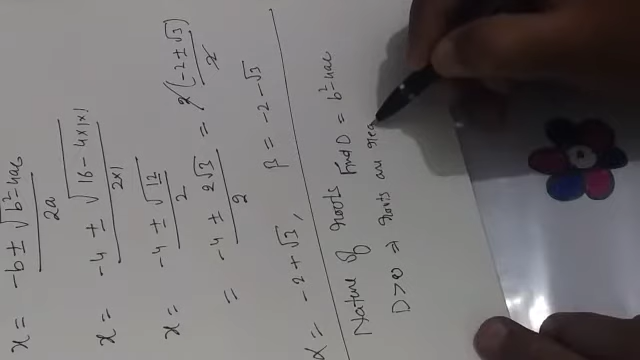 x = -b ± √b²-4ac / 2a
x = -4 ± √16 - 4×1×1 / 2×1
x = -4 ± √12 / 2
= -4 ± 2√3 / 2 = 2(-2 ± √3) / 2
α = -2 + √3, β = -2 - √3
Nature of roots Find D = b²-4ac
D>0 ⇒ roots are rea